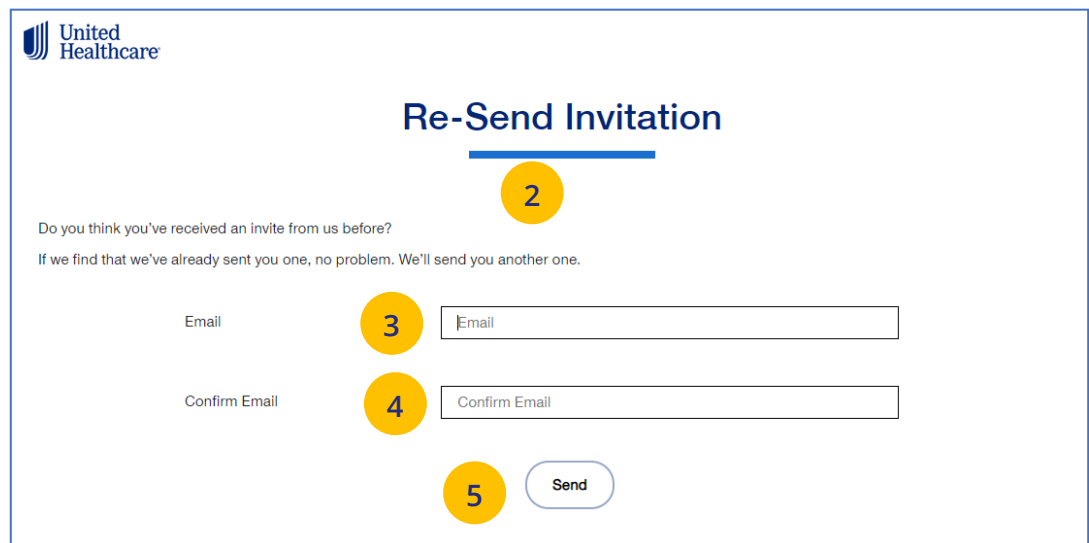 United
Healthcare
Re-Send Invitation
2
Do you think you've received an invite from us before?
If we find that we've already sent you one, no problem. We'll send you another one.
Email 3 Email
Confirm Email 4 Confirm Email
5 Send